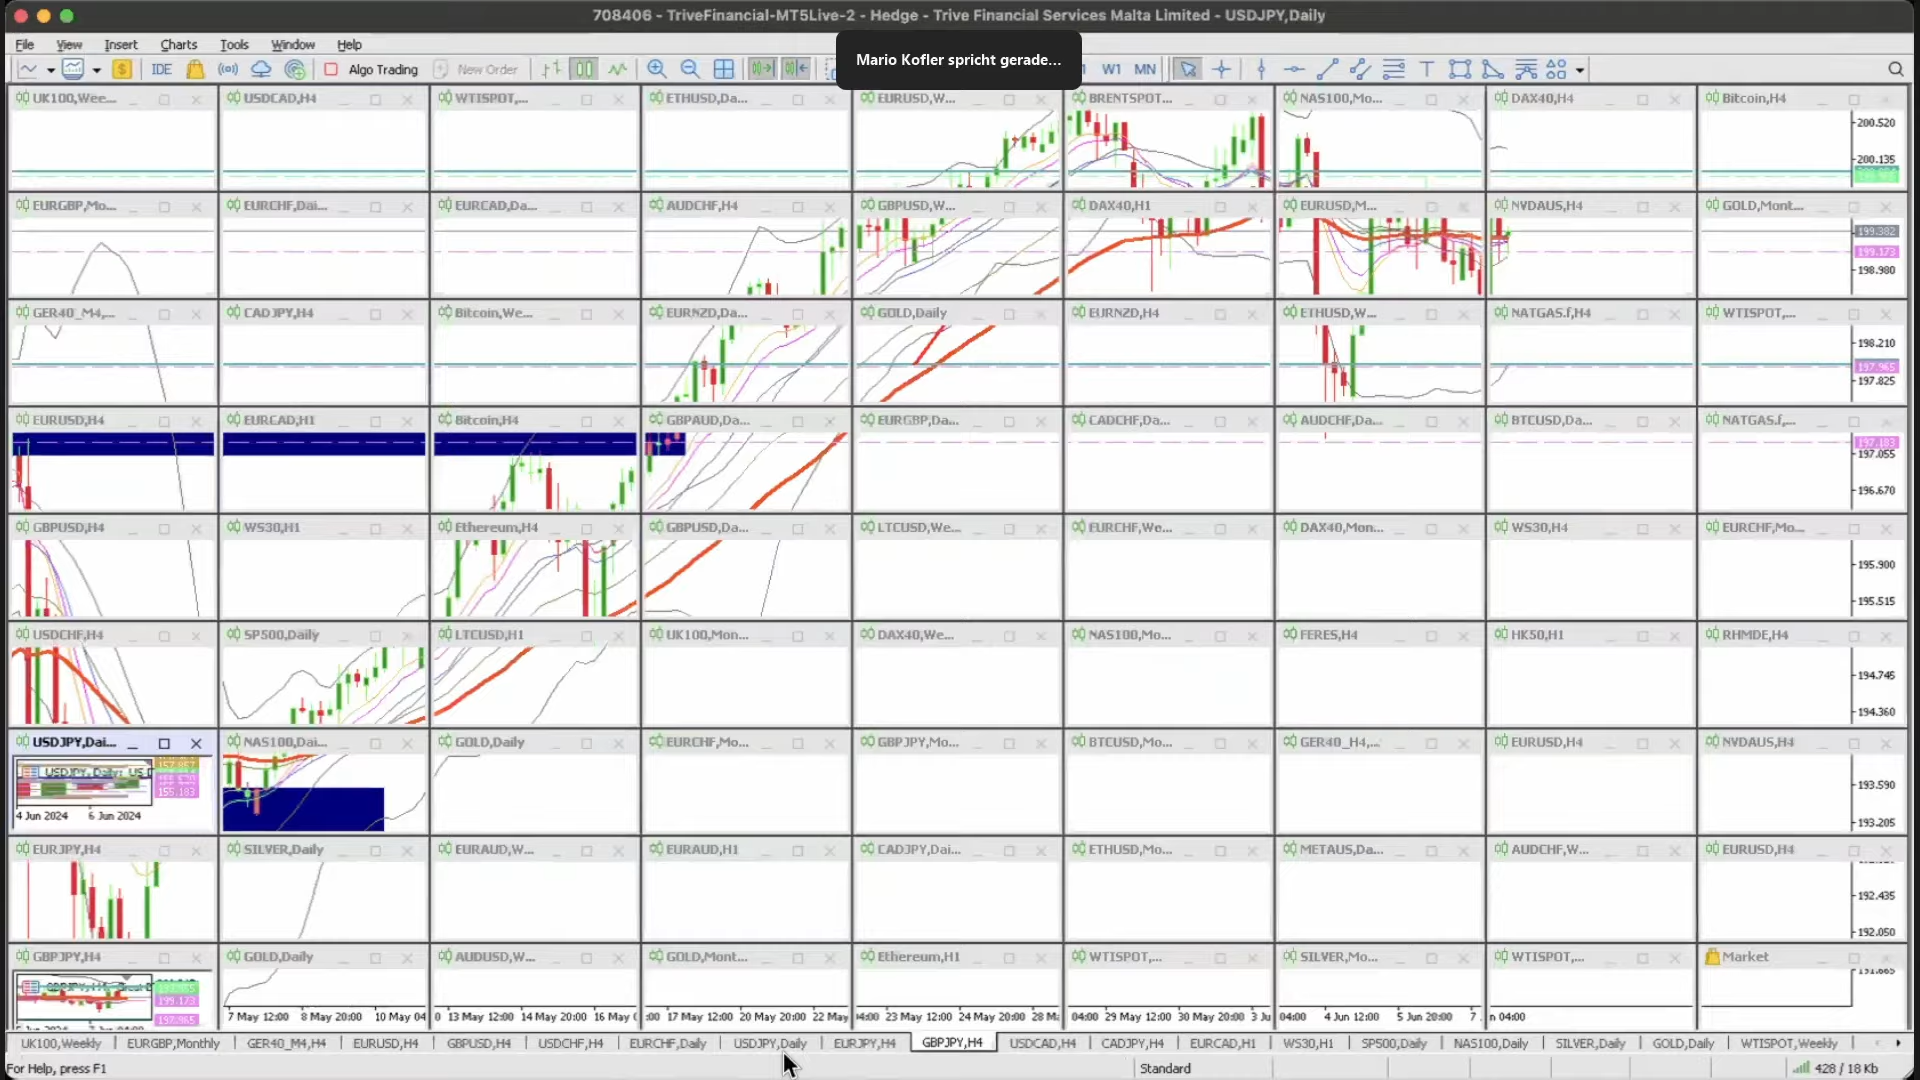 708406 - TriveFinancial-MT5Live-2 - Hedge - Trive Financial Services Malta Limited - USDJPY,Daily
File View Insert Charts Tools Window Help
Mario Kofler spricht gerade...
IDE Algo Trading New Order W1 MN
UK100,Wee... USDCAD,H4 WTISPOT,... ETHUSD,Da... EURUSD,W... BRENTSPOT... NAS100,Mo... DAX40,H4 Bitcoin,H4
200.520
200.135
EURGBP,Mo... EURCHF,Dai... EURCAD,Da... AUDCHF,H4 GBPUSD,W... DAX40,H1 EURUSD,M... NVDAUS,H4 GOLD,Mont...
199.382
199.173
198.980
GER40_M4,... CADJPY,H4 Bitcoin,We... EURNZD,Da... GOLD,Daily EURNZD,H4 ETHUSD,W... NATGAS.f,H4 WTISPOT,...
198.210
197.965
197.825
EURUSD,H4 EURCAD,H1 Bitcoin,H4 GBPAUD,Da... EURGBP,Da... CADCHF,Da... AUDCHF,Da... BTCUSD,Da... NATGAS.f,...
197.183
197.055
196.670
GBPUSD,H4 WS30,H1 Ethereum,H4 GBPUSD,Da... LTCUSD,We... EURCHF,We... DAX40,Mon... WS30,H4 EURCHF,Mo...
195.900
195.515
USDCHF,H4 SP500,Daily LTCUSD,H1 UK100,Mon... DAX40,We... NAS100,Mo... FERES,H4 HK50,H1 RHMDE,H4
194.745
194.360
USDJPY,Dai... NAS100,Dai... GOLD,Daily EURCHF,Mo... GBPJPY,Mo... BTCUSD,Mo... GER40_H4,... EURUSD,H4 NVDAUS,H4
155.183
193.590
4 Jun 2024 6 Jun 2024
193.205
EURJPY,H4 SILVER,Daily EURAUD,W... EURAUD,H1 CADJPY,Dai... ETHUSD,Mo... METAUS,Da... AUDCHF,W... EURUSD,H4
192.435
192.050
GBPJPY,H4 GOLD,Daily AUDUSD,W... GOLD,Mont... Ethereum,H1 WTISPOT,... SILVER,Mo... WTISPOT,... Market
199.173
197.965
7 May 12:00 8 May 20:00 10 May 04 13 May 12:00 14 May 20:00 16 May 17 May 12:00 20 May 20:00 22 May 23 May 12:00 24 May 20:00 28 04:00 29 May 12:00 30 May 20:00 04:00 4 Jun 12:00 5 Jun 20:00 04:00
UK100,Weekly EURGBP,Monthly GER40_M4,H4 EURUSD,H4 GBPUSD,H4 USDCHF,H4 EURCHF,Daily USDJPY,Daily EURJPY,H4 GBPJPY,H4 USDCAD,H4 CADJPY,H4 EURCAD,H1 WS30,H1 SP500,Daily NAS100,Daily SILVER,Daily GOLD,Daily WTISPOT,Weekly
For Help, press F1 Standard 428 / 18 Kb